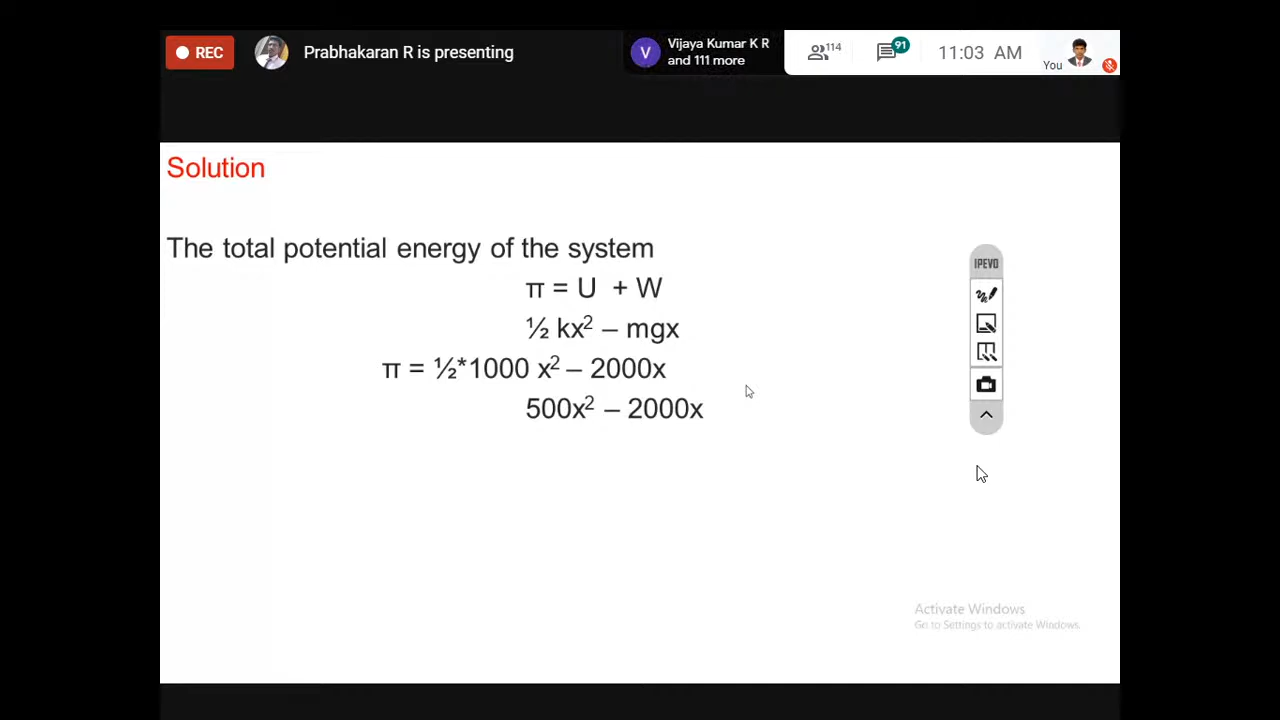 REC
Prabhakaran R is presenting
V
Vijaya Kumar K R
and 111 more
114
91
11:03 AM
You
Solution
The total potential energy of the system
π = U + W
½ kx² – mgx
π = ½*1000 x² – 2000x
500x² – 2000x
IPEVO
Activate Windows
Go to Settings to activate Windows.